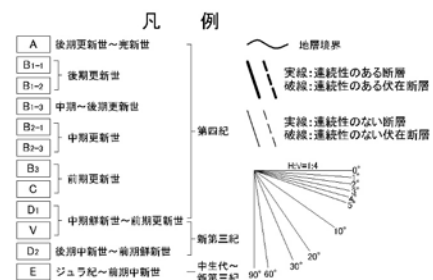 凡 例
A 後期更新世～完新世
B1-1
B1-2
後期更新世
B1-3 中期～後期更新世
B2-1
B2-3
中期更新世
B3
C
前期更新世
D1
V
中期鮮新世～前期更新世
D2 後期中新世～前期鮮新世
E ジュラ紀～前期中新世
第四紀
新第三紀
中生代～
新第三紀
地層境界
実線:連続性のある断層
破線:連続性のある伏在断層
実線:連続性のない断層
破線:連続性のない伏在断層
H:V=1:4
0°
5°
10°
20°
30°
60°
90°